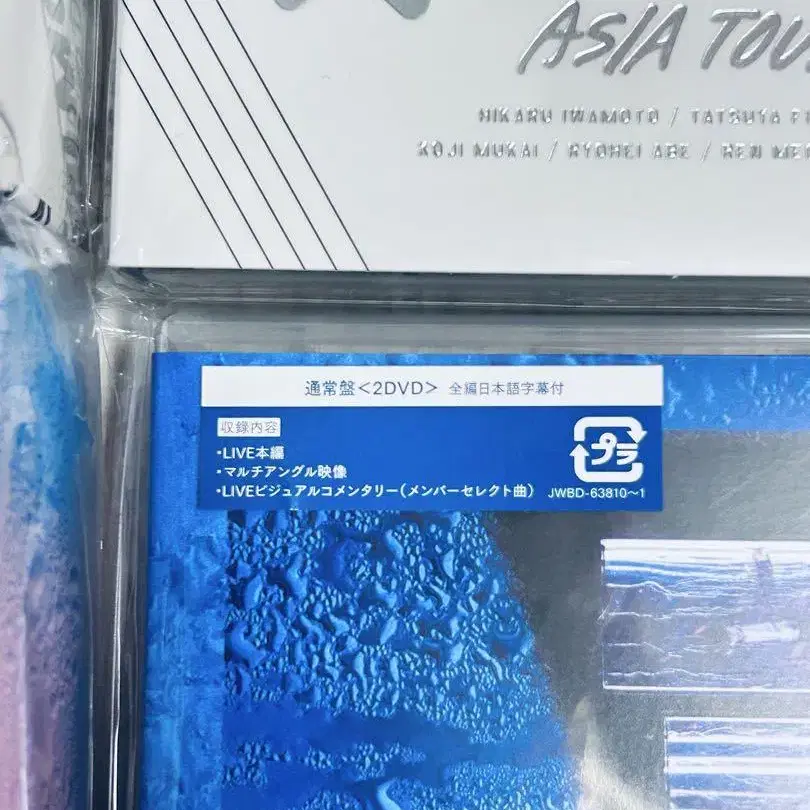 ASIA TOU
HIKARU IWAMOTO / TATSUYA F
KOJI MUKAI / RYOHEI ABE / REN ME
通常盤<2DVD> 全編日本語字幕付
収録内容
・LIVE本編
・マルチアングル映像
・LIVEビジュアルコメンタリー(メンバーセレクト曲)
プラ
JWBD-63810~1